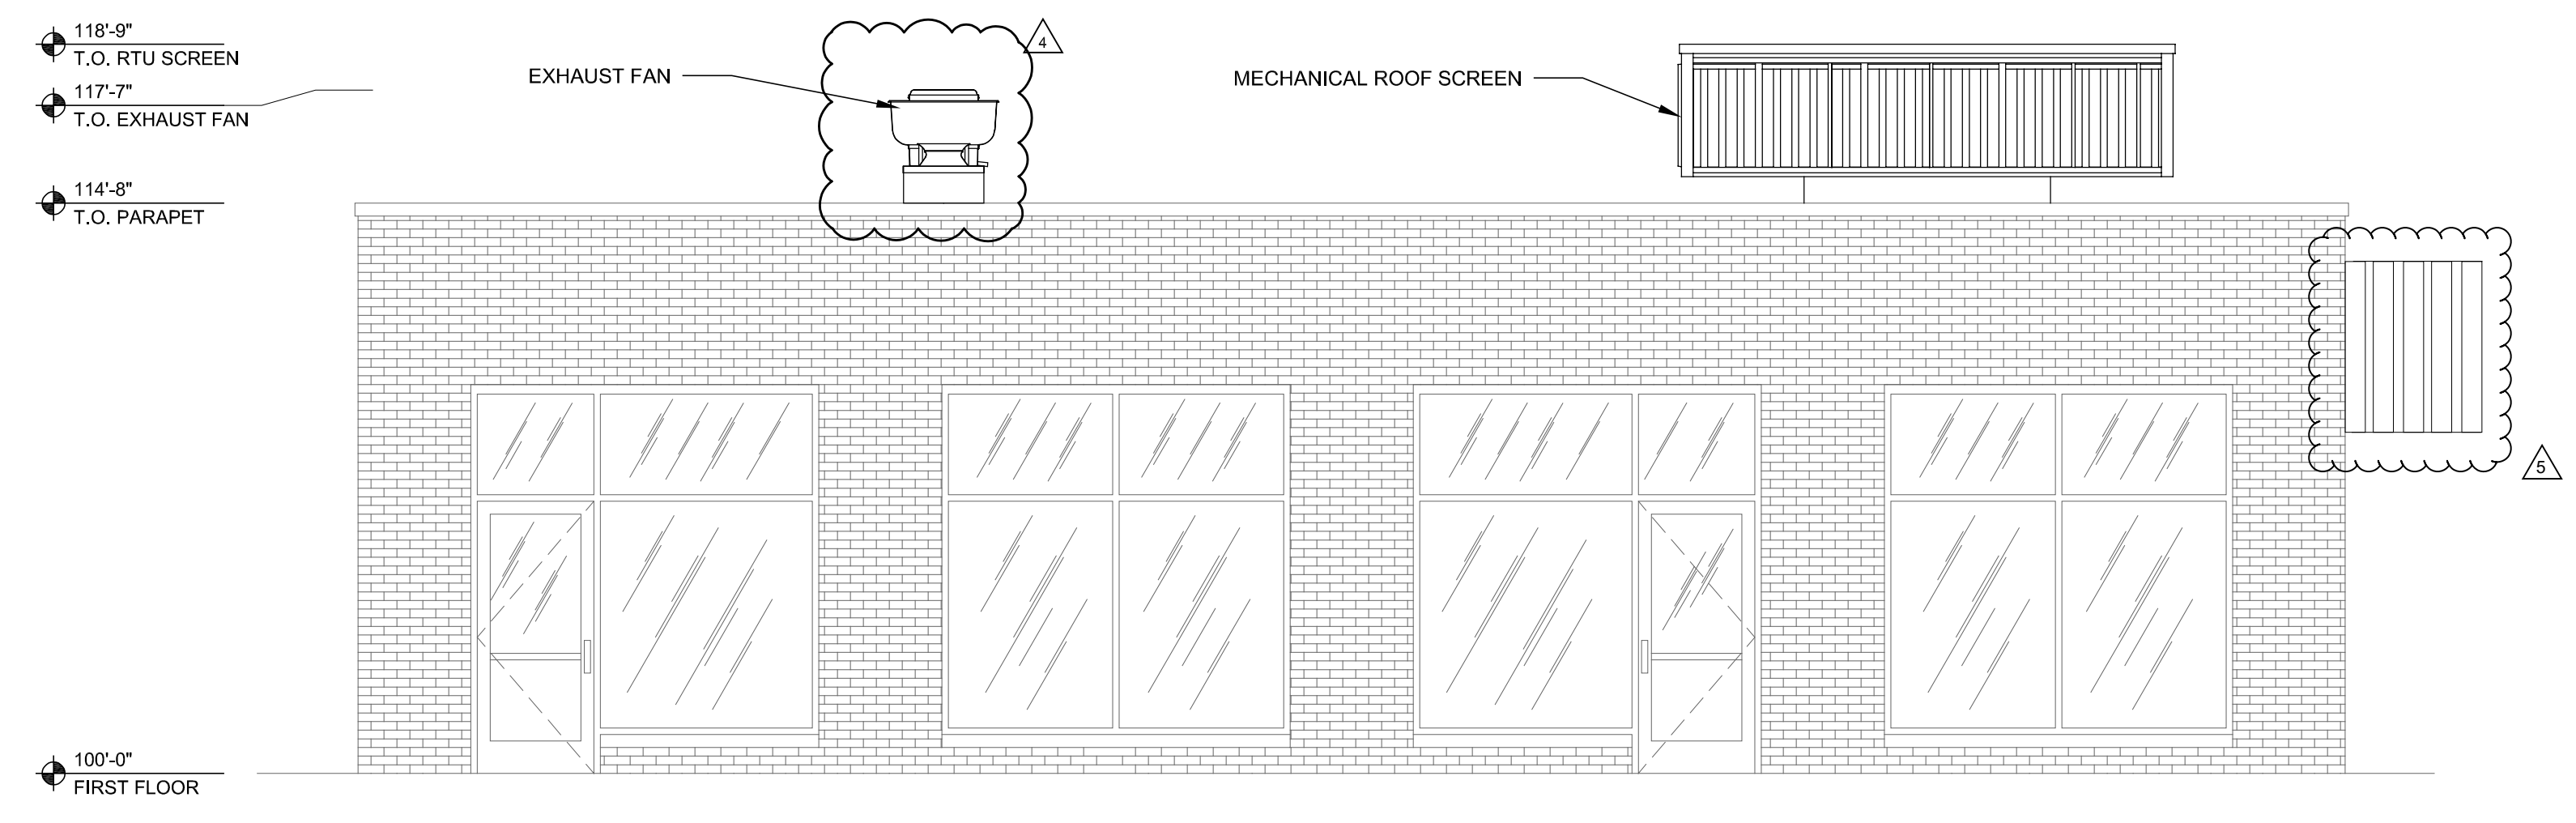 118'-9"
T.O. RTU SCREEN
117'-7"
T.O. EXHAUST FAN
114'-8"
T.O. PARAPET
EXHAUST FAN
4
MECHANICAL ROOF SCREEN
5
100'-0"
FIRST FLOOR